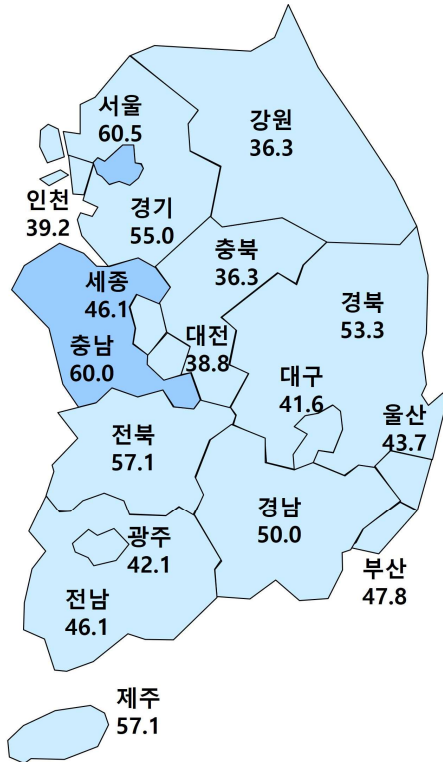 서울
60.5
강원
36.3
인천
39.2
경기
55.0
충북
36.3
세종
46.1
경북
53.3
충남
60.0
대전
38.8
대구
41.6
울산
43.7
전북
57.1
경남
50.0
광주
42.1
부산
47.8
전남
46.1
제주
57.1